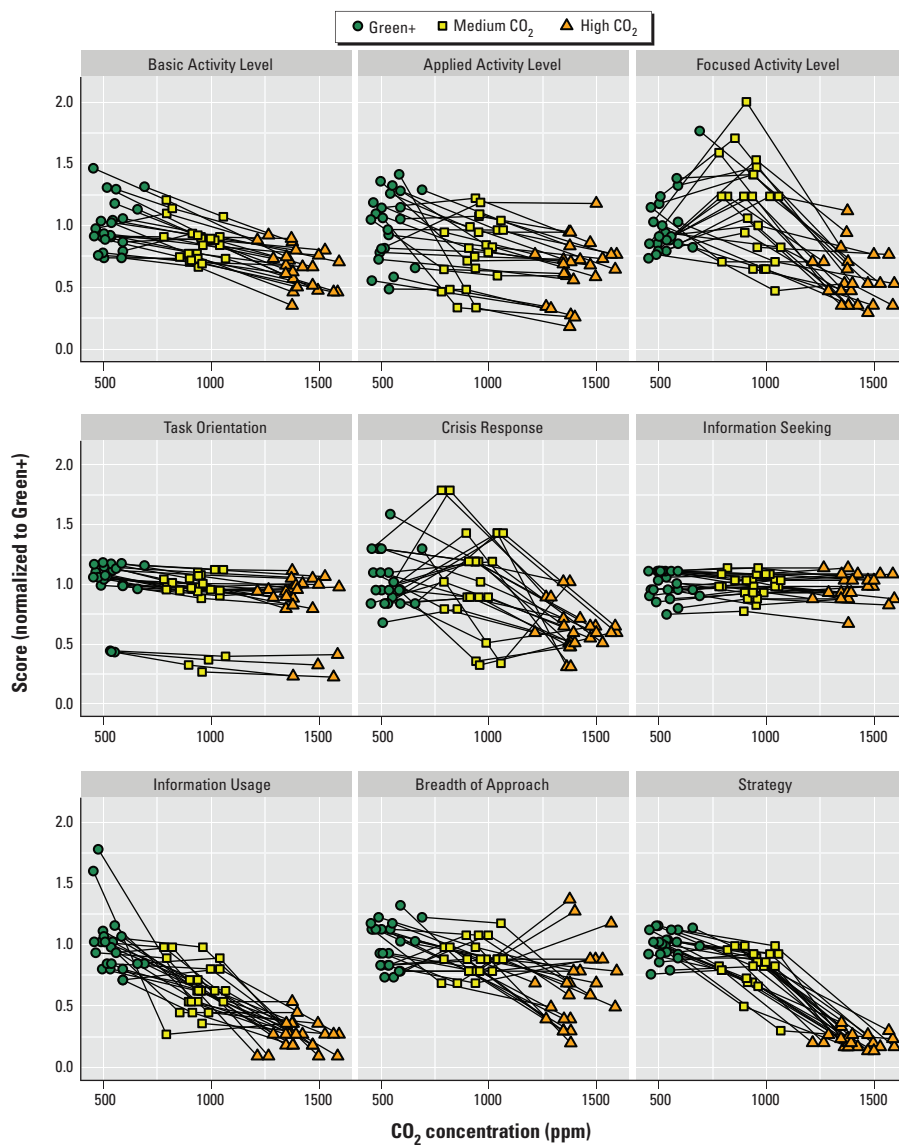 Green+ Medium CO₂ High CO₂
Basic Activity Level Applied Activity Level Focused Activity Level
2.0
1.5
1.0
0.5
0.0
500 1000 1500 500 1000 1500 500 1000 1500
Score (normalized to Green+)
Task Orientation Crisis Response Information Seeking
2.0
1.5
1.0
0.5
0.0
500 1000 1500 500 1000 1500 500 1000 1500
Information Usage Breadth of Approach Strategy
2.0
1.5
1.0
0.5
0.0
500 1000 1500 500 1000 1500 500 1000 1500
CO₂ concentration (ppm)